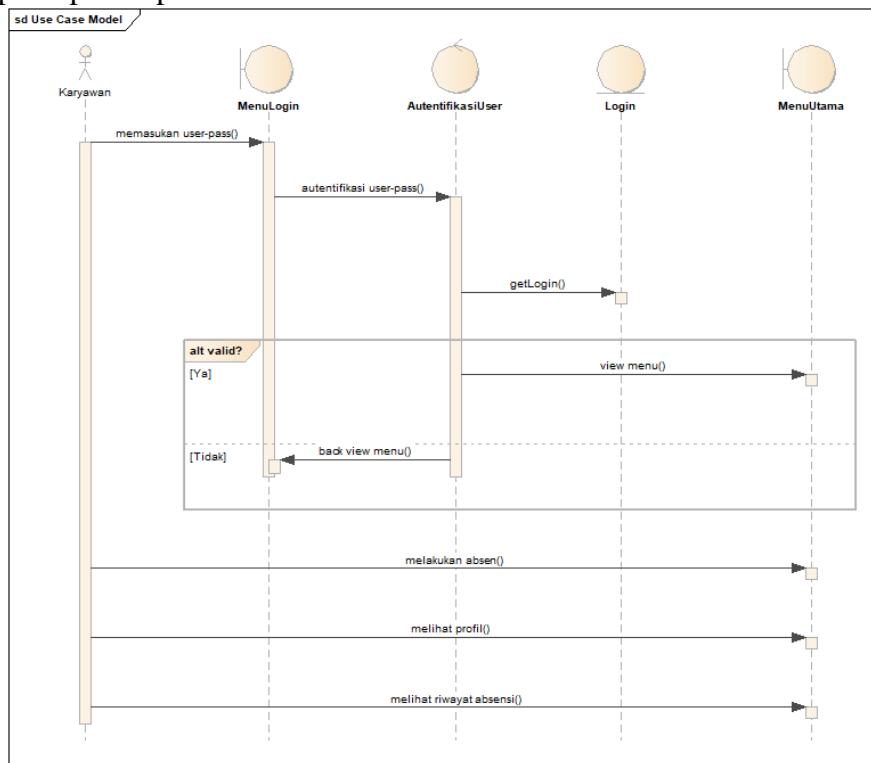 sd Use Case Model
Karyawan
MenuLogin
AutentifikasiUser
Login
MenuUtama
memasukan user-pass()
autentifikasi user-pass()
getLogin()
alt valid?
[Ya]
view menu()
[Tidak]
back view menu()
melakukan absen()
melihat profil()
melihat riwayat absensi()